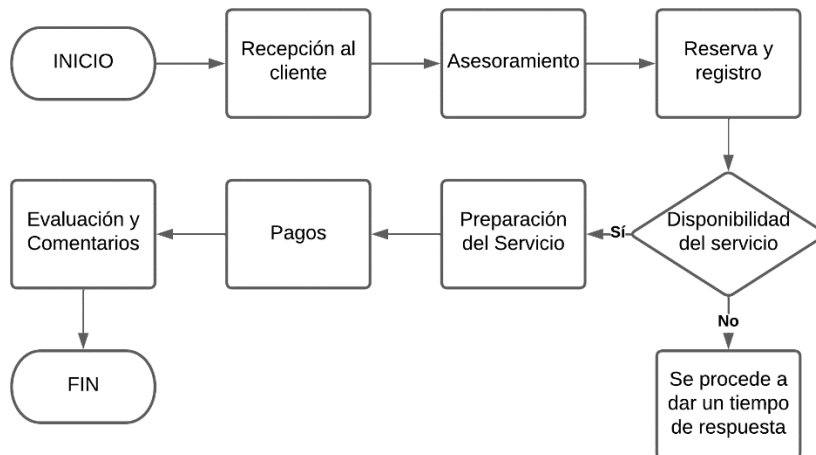 INICIO
Recepción al
cliente
Asesoramiento
Reserva y
registro
Disponibilidad
del servicio
Sí
Preparación
del Servicio
Pagos
Evaluación y
Comentarios
FIN
No
Se procede a
dar un tiempo
de respuesta